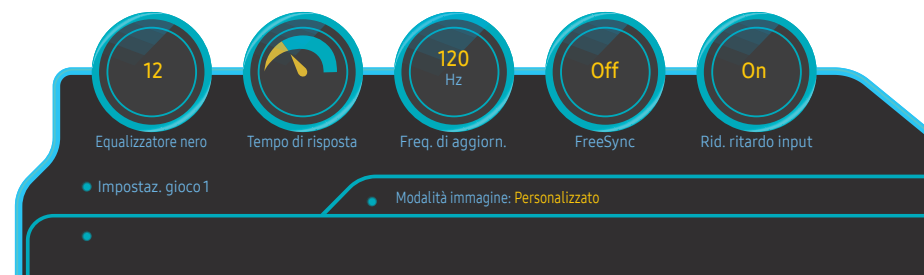 12
120
Hz
Off
On
Equalizzatore nero
Tempo di risposta
Freq. di aggiorn.
FreeSync
Rid. ritardo input
Impostaz. gioco 1
Modalità immagine: Personalizzato